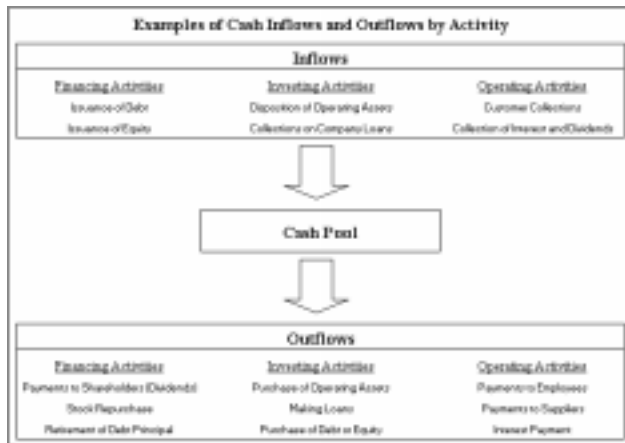 Examples of Cash Inflows and Outflows by Activity
Inflows
Financing Activities Investing Activities Operating Activities
Issuance of Debt Disposition of Operating Assets Customer Collections
Issuance of Equity Collections on Company Loans Collection of Interest and Dividends
Cash Pool
Outflows
Financing Activities Investing Activities Operating Activities
Payments to Shareholders (Dividends) Purchase of Operating Assets Payments to Employees
Stock Repurchase Making Loans Payments to Suppliers
Retirement of Debt Principal Purchase of Debt or Equity Interest Payment